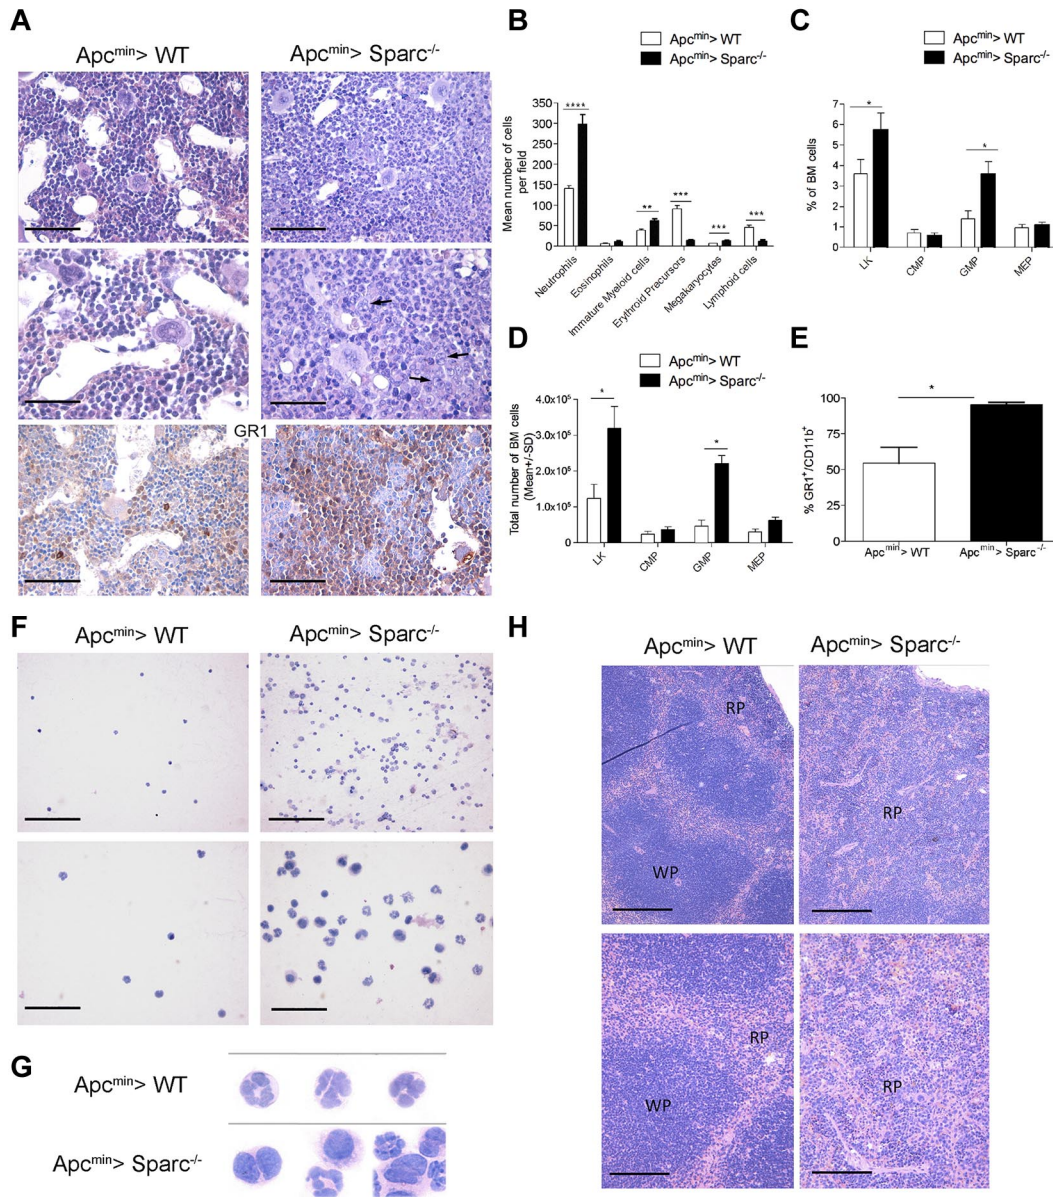 A
Apcmin> WT
Apcmin> Sparc-/-
GR1
B
Apcmin> WT
Apcmin> Sparc-/-
Mean number of cells
per field
350
300
250
200
150
100
50
0
****
**
***
***
***
Neutrophils
Eosinophils
Immature Myeloid cells
Erythroid Precursors
Megakaryocytes
Lymphoid cells
C
Apcmin> WT
Apcmin> Sparc-/-
% of BM cells
7
6
5
4
3
2
1
0
*
*
LK
CMP
GMP
MEP
D
Apcmin> WT
Apcmin> Sparc-/-
Total number of BM cells
(Mean+/-SD)
4.0x10⁵
3.0x10⁵
2.0x10⁵
1.0x10⁵
0
*
*
LK
CMP
GMP
MEP
E
% GR1+/CD11b+
100
75
50
25
0
*
Apcmin> WT
Apcmin> Sparc-/-
F
Apcmin> WT
Apcmin> Sparc-/-
G
Apcmin> WT
Apcmin> Sparc-/-
H
Apcmin> WT
Apcmin> Sparc-/-
RP
WP
RP
RP
WP
RP